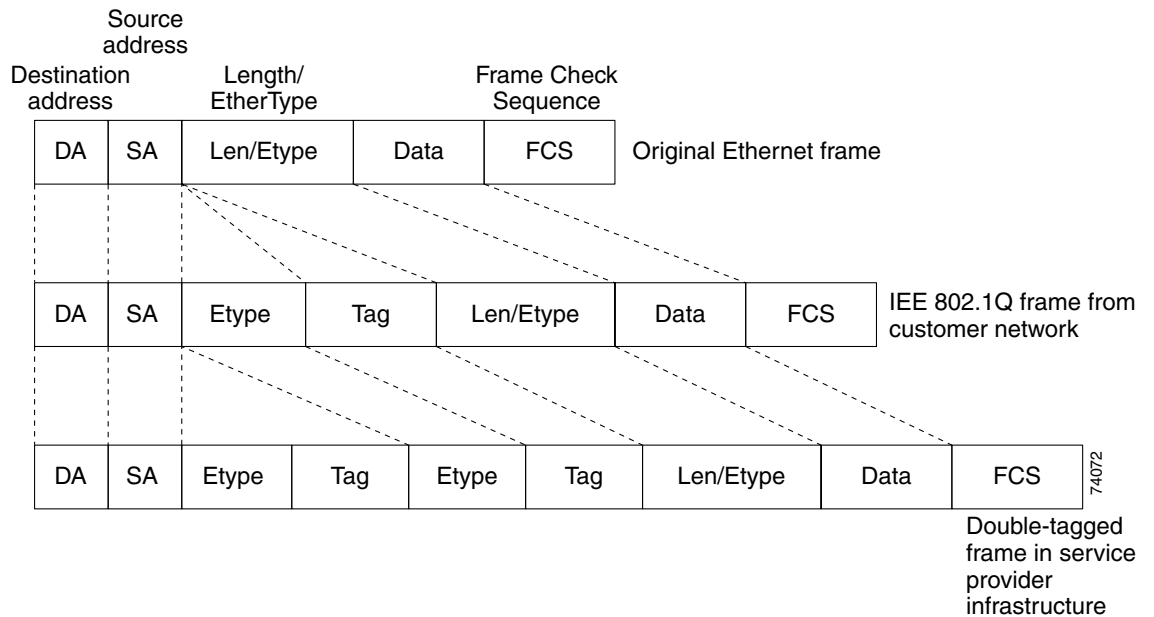 Source
address
Destination
address
Length/
EtherType
Frame Check
Sequence
DA SA Len/Etype Data FCS Original Ethernet frame
DA SA Etype Tag Len/Etype Data FCS
IEE 802.1Q frame from
customer network
DA SA Etype Tag Etype Tag Len/Etype Data FCS
74072
Double-tagged
frame in service
provider
infrastructure